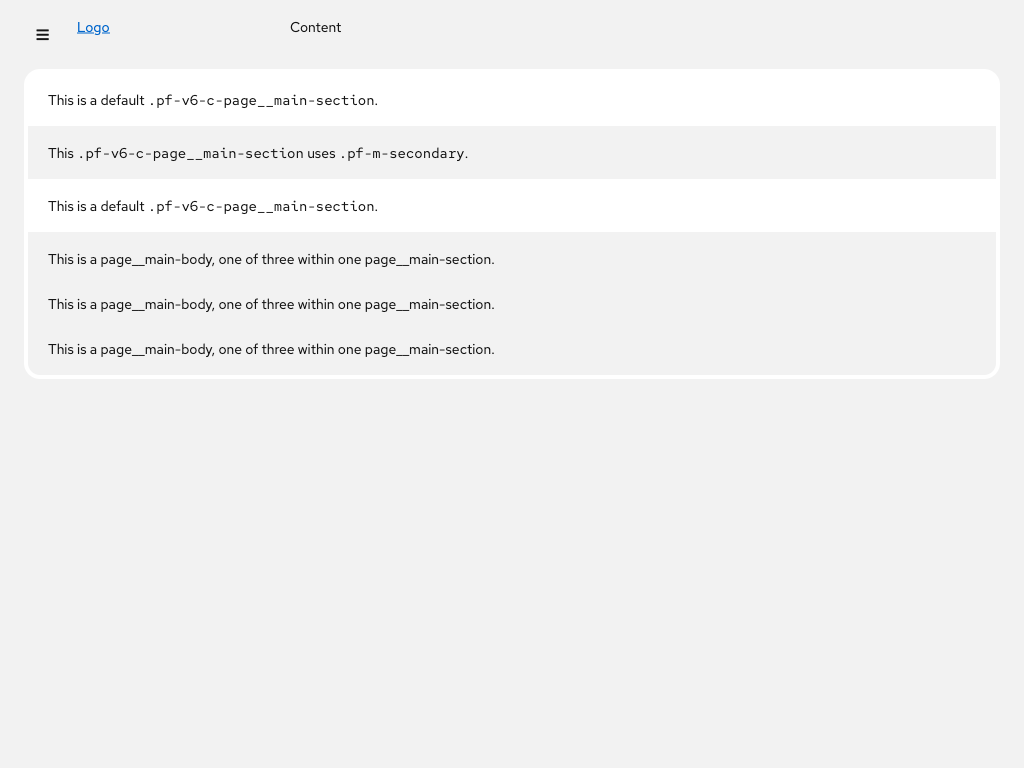 Logo
Content
This is a default .pf-v6-c-page__main-section.
This .pf-v6-c-page__main-section uses .pf-m-secondary.
This is a default .pf-v6-c-page__main-section.
This is a page__main-body, one of three within one page__main-section.
This is a page__main-body, one of three within one page__main-section.
This is a page__main-body, one of three within one page__main-section.